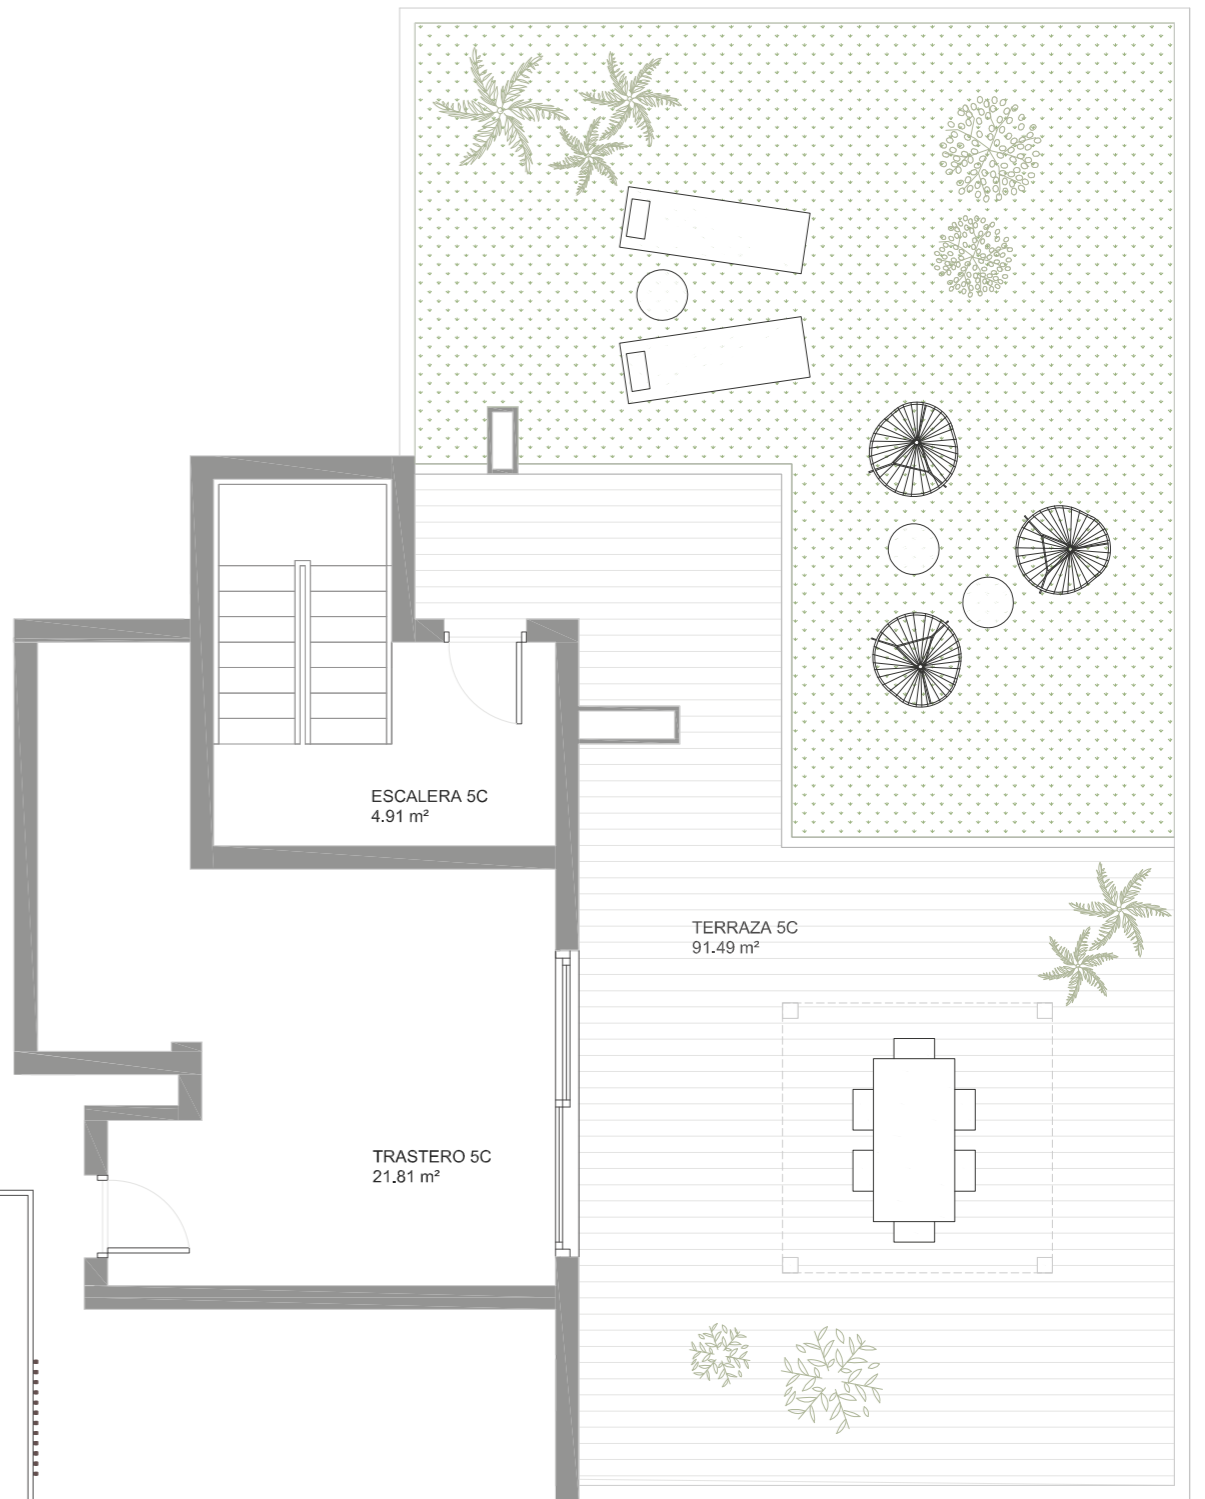 ESCALERA 5C
4.91 m²
TERRAZA 5C
91.49 m²
TRASTERO 5C
21.81 m²